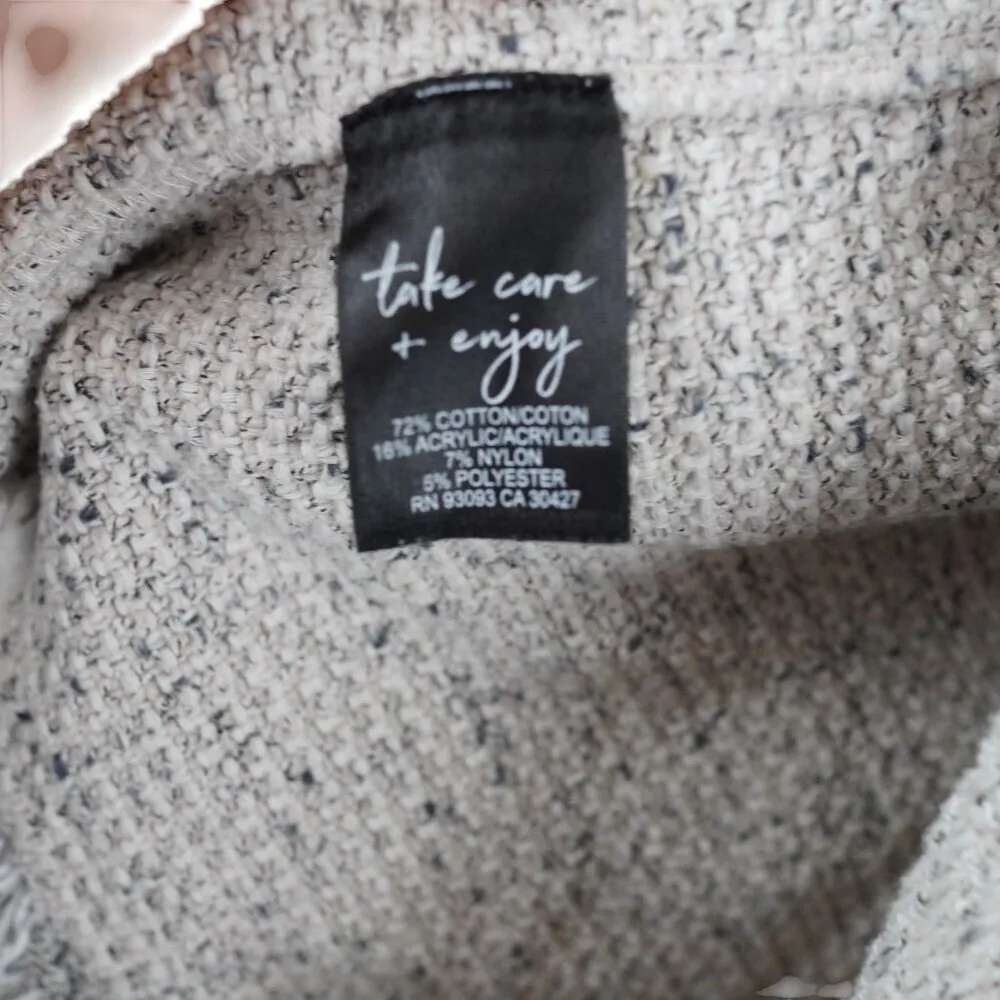 take care
+ enjoy
72% COTTON/COTON
16% ACRYLIC/ACRYLIQUE
7% NYLON
5% POLYESTER
RN 93093 CA 30427